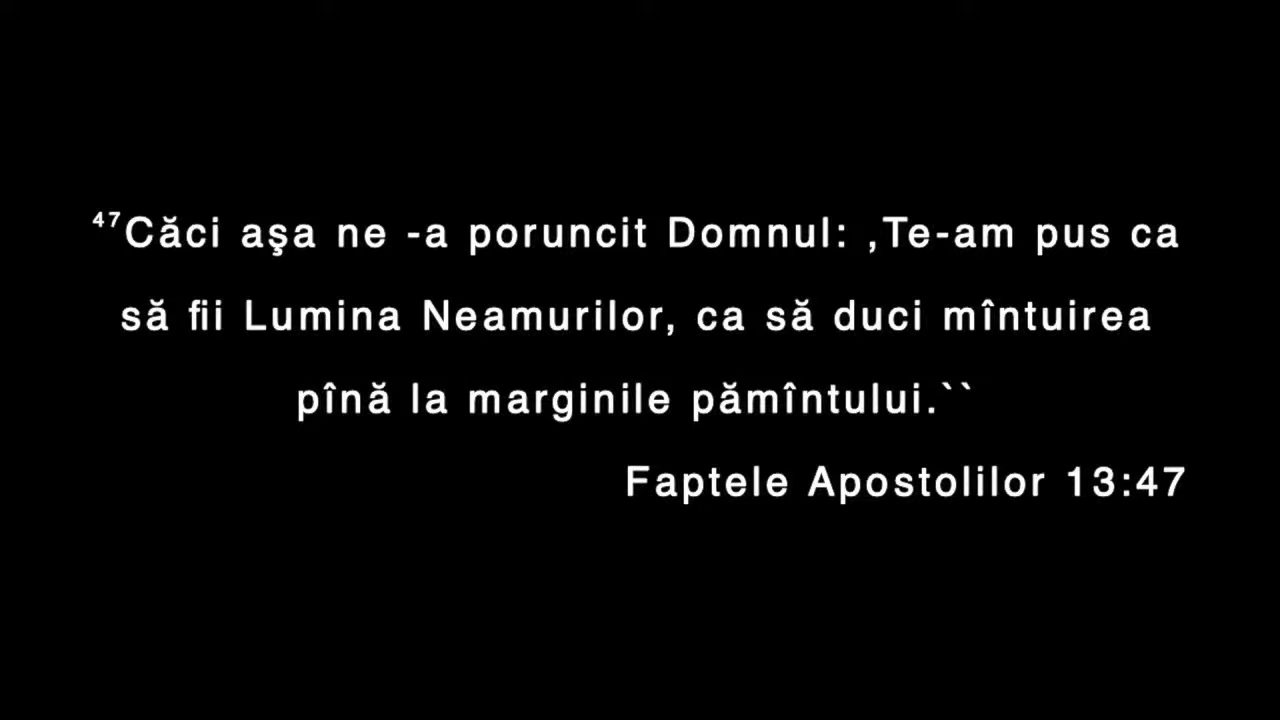 ⁴⁷Căci aşa ne -a poruncit Domnul: ,Te-am pus ca
să fii Lumina Neamurilor, ca să duci mîntuirea
pînă la marginile pămîntului.``
Faptele Apostolilor 13:47